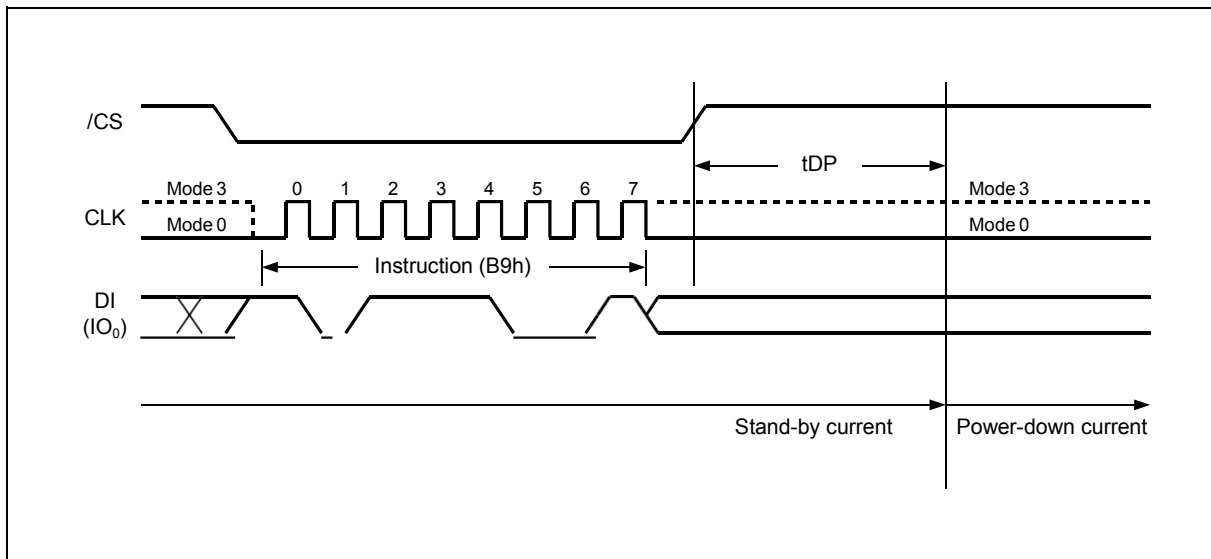 /CS
tDP
Mode 3
0 1 2 3 4 5 6 7
Mode 3
CLK
Mode 0
Mode 0
Instruction (B9h)
DI
(IO₀)
Stand-by current
Power-down current